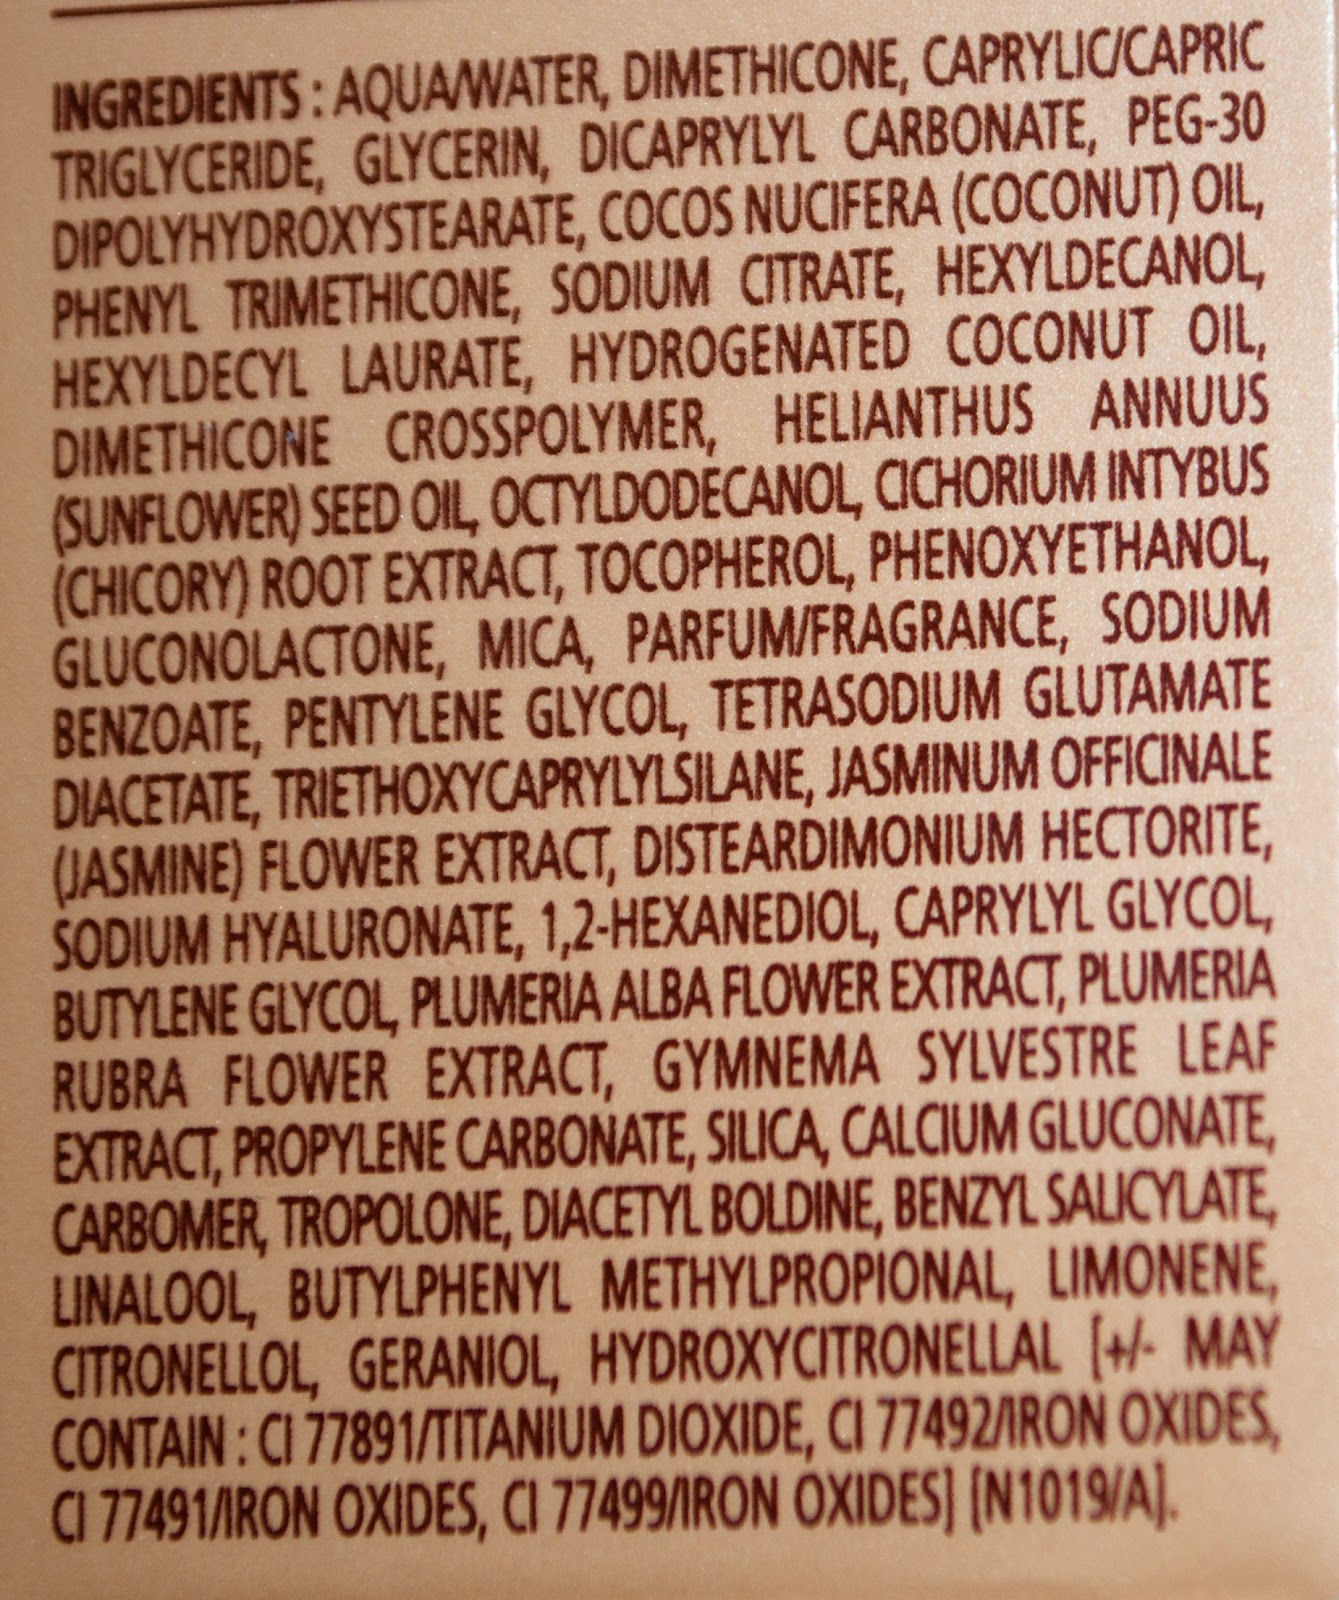 INGREDIENTS : AQUA/WATER, DIMETHICONE, CAPRYLIC/CAPRIC
TRIGLYCERIDE, GLYCERIN, DICAPRYLYL CARBONATE, PEG-30
DIPOLYHYDROXYSTEARATE, COCOS NUCIFERA (COCONUT) OIL,
PHENYL TRIMETHICONE, SODIUM CITRATE, HEXYLDECANOL,
HEXYLDECYL LAURATE, HYDROGENATED COCONUT OIL,
DIMETHICONE CROSSPOLYMER, HELIANTHUS ANNUUS
(SUNFLOWER) SEED OIL, OCTYLDODECANOL, CICHORIUM INTYBUS
(CHICORY) ROOT EXTRACT, TOCOPHEROL, PHENOXYETHANOL,
GLUCONOLACTONE, MICA, PARFUM/FRAGRANCE, SODIUM
BENZOATE, PENTYLENE GLYCOL, TETRASODIUM GLUTAMATE
DIACETATE, TRIETHOXYCAPRYLYLSILANE, JASMINUM OFFICINALE
(JASMINE) FLOWER EXTRACT, DISTEARDIMONIUM HECTORITE,
SODIUM HYALURONATE, 1,2-HEXANEDIOL, CAPRYLYL GLYCOL,
BUTYLENE GLYCOL, PLUMERIA ALBA FLOWER EXTRACT, PLUMERIA
RUBRA FLOWER EXTRACT, GYMNEMA SYLVESTRE LEAF
EXTRACT, PROPYLENE CARBONATE, SILICA, CALCIUM GLUCONATE,
CARBOMER, TROPOLONE, DIACETYL BOLDINE, BENZYL SALICYLATE,
LINALOOL, BUTYLPHENYL METHYLPROPIONAL, LIMONENE,
CITRONELLOL, GERANIOL, HYDROXYCITRONELLAL [+/- MAY
CONTAIN : CI 77891/TITANIUM DIOXIDE, CI 77492/IRON OXIDES,
CI 77491/IRON OXIDES, CI 77499/IRON OXIDES] [N1019/A].